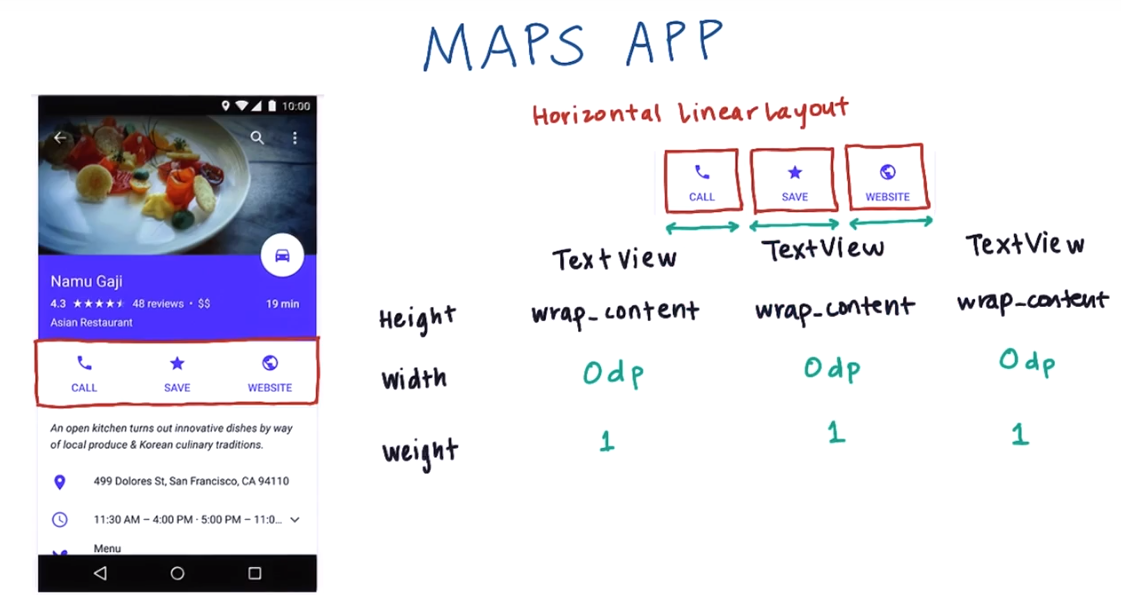 MAPS APP
10:00
Namu Gaji
4.3 ★★★★⯨ 48 reviews · $$ 19 min
Asian Restaurant
CALL SAVE WEBSITE
An open kitchen turns out innovative dishes by way
of local produce & Korean culinary traditions.
499 Dolores St, San Francisco, CA 94110
11:30 AM – 4:00 PM · 5:00 PM – 11:0...
Menu
Horizontal LinearLayout
CALL SAVE WEBSITE
TextView TextView TextView
Height wrap_content wrap_content wrap_content
Width 0dp 0dp 0dp
weight 1 1 1